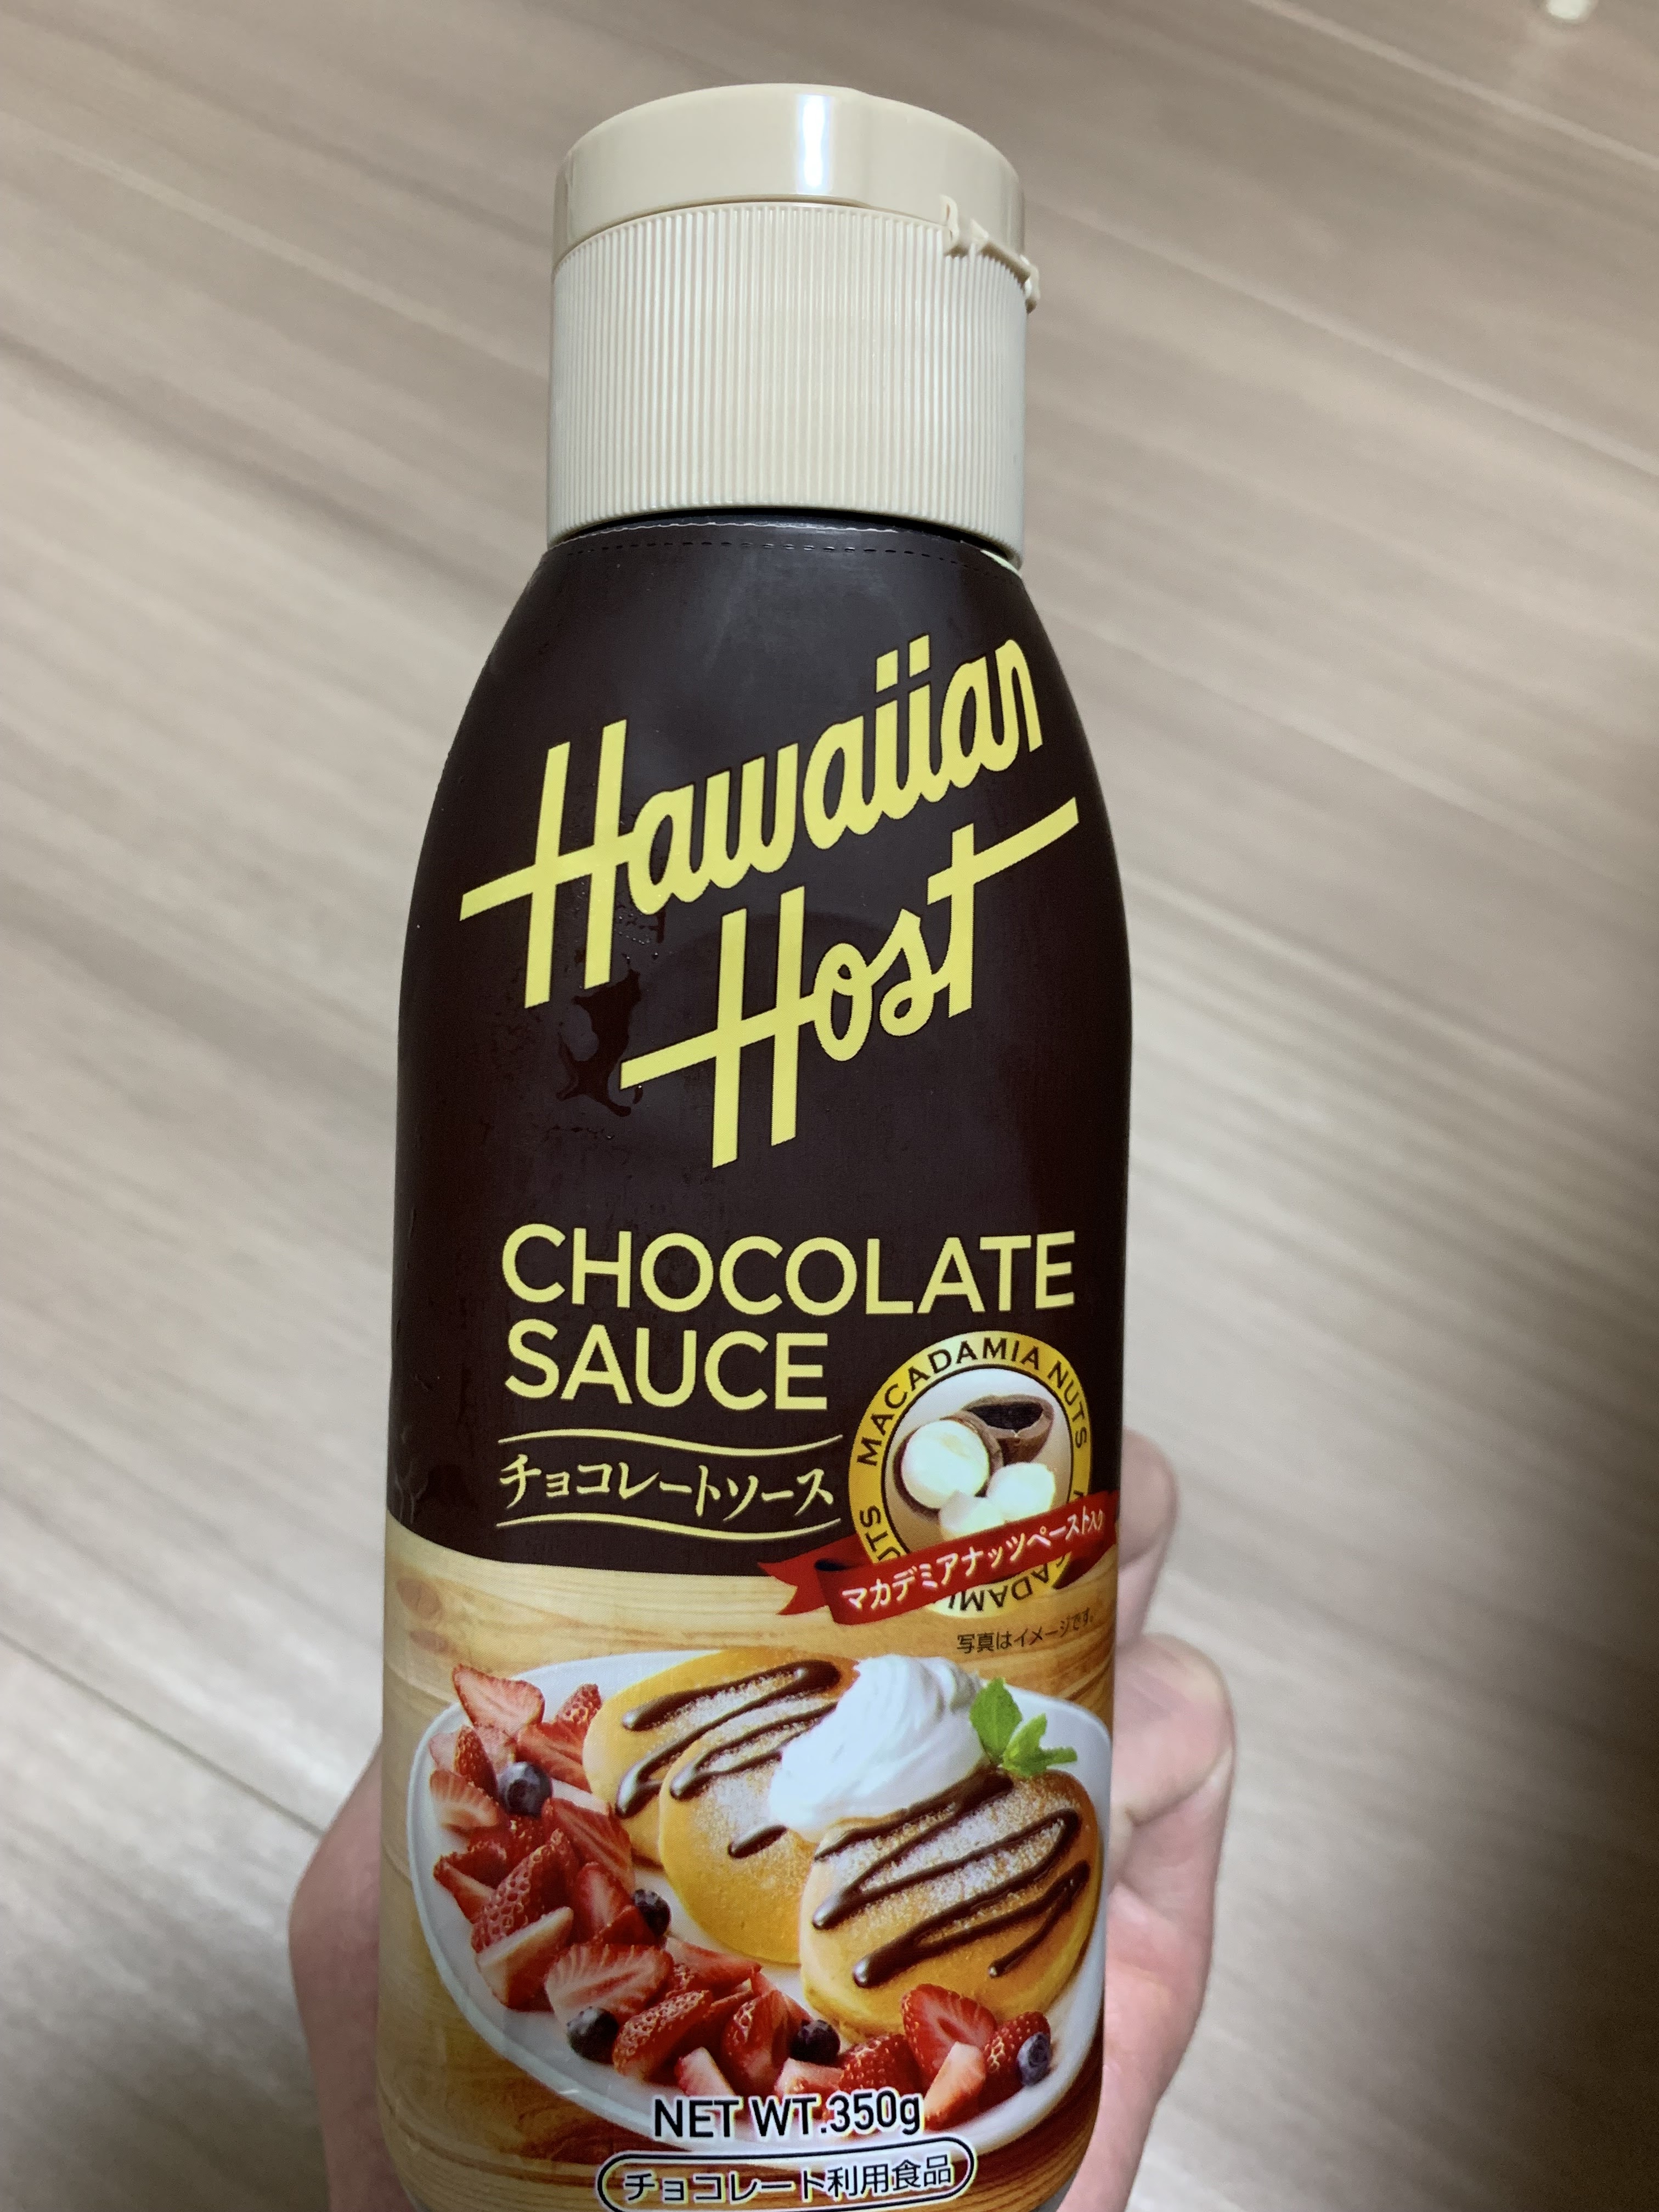 Hawaiian
Host
CHOCOLATE
SAUCE
チョコレートソース
MACADAMIA NUTS
マカデミアナッツペースト入り
写真はイメージです。
NET WT.350g
チョコレート利用食品